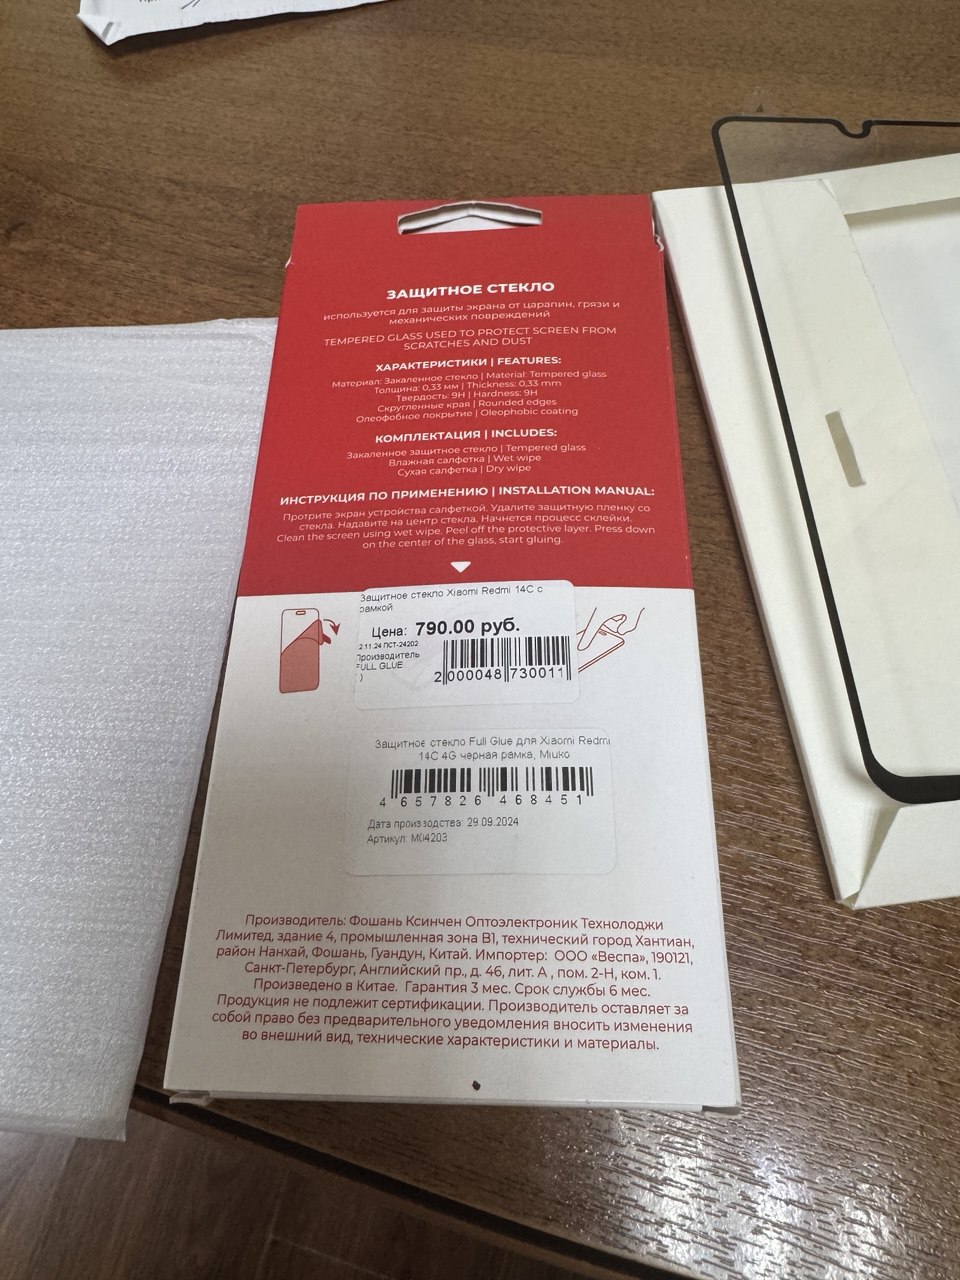 ЗАЩИТНОЕ СТЕКЛО
используется для защиты экрана от царапин, грязи и
механических повреждений
TEMPERED GLASS USED TO PROTECT SCREEN FROM
SCRATCHES AND DUST
ХАРАКТЕРИСТИКИ | FEATURES:
Материал: Закаленное стекло | Material: Tempered glass
Толщина: 0,33 мм | Thickness: 0,33 mm
Твердость: 9H | Hardness: 9H
Скругленные края | Rounded edges
Олеофобное покрытие | Oleophobic coating
КОМПЛЕКТАЦИЯ | INCLUDES:
Закаленное защитное стекло | Tempered glass
Влажная салфетка | Wet wipe
Сухая салфетка | Dry wipe
ИНСТРУКЦИЯ ПО ПРИМЕНЕНИЮ | INSTALLATION MANUAL:
Протрите экран устройства салфеткой. Удалите защитную пленку со
стекла. Надавите на центр стекла. Начнется процесс склейки.
Clean the screen using wet wipe. Peel off the protective layer. Press down
on the center of the glass, start gluing.
Защитное стекло Xiaomi Redmi 14C с
рамкой
Цена: 790.00 руб.
2.11.24 ПСТ-24202
Производитель
FULL GLUE
)
2 000048 730011
Защитное стекло Full Glue для Xiaomi Redmi
14C 4G черная рамка, Miuko
4 657826 468451
Дата производства: 29.09.2024
Артикул: M04203
Производитель: Фошань Ксинчен Оптоэлектроник Технолоджи
Лимитед, здание 4, промышленная зона B1, технический город Хантиан,
район Нанхай, Фошань, Гуандун, Китай. Импортер: ООО «Веспа», 190121,
Санкт-Петербург, Английский пр., д. 46, лит. А , пом. 2-Н, ком. 1.
Произведено в Китае. Гарантия 3 мес. Срок службы 6 мес.
Продукция не подлежит сертификации. Производитель оставляет за
собой право без предварительного уведомления вносить изменения
во внешний вид, технические характеристики и материалы.